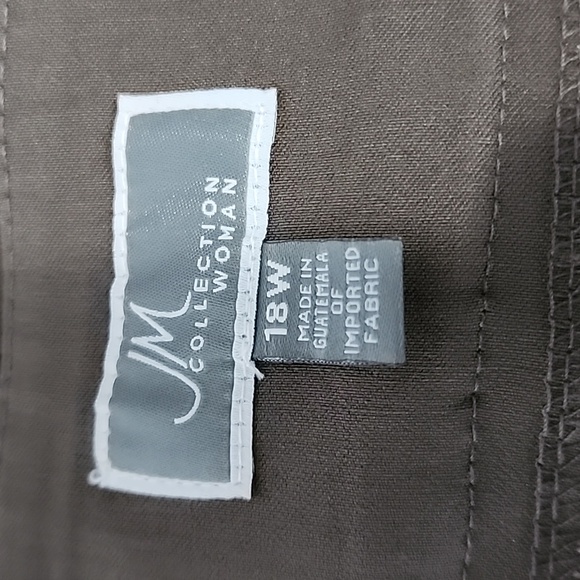 JM
COLLECTION
WOMAN
18W
MADE IN
GUATEMALA
OF
IMPORTED
FABRIC